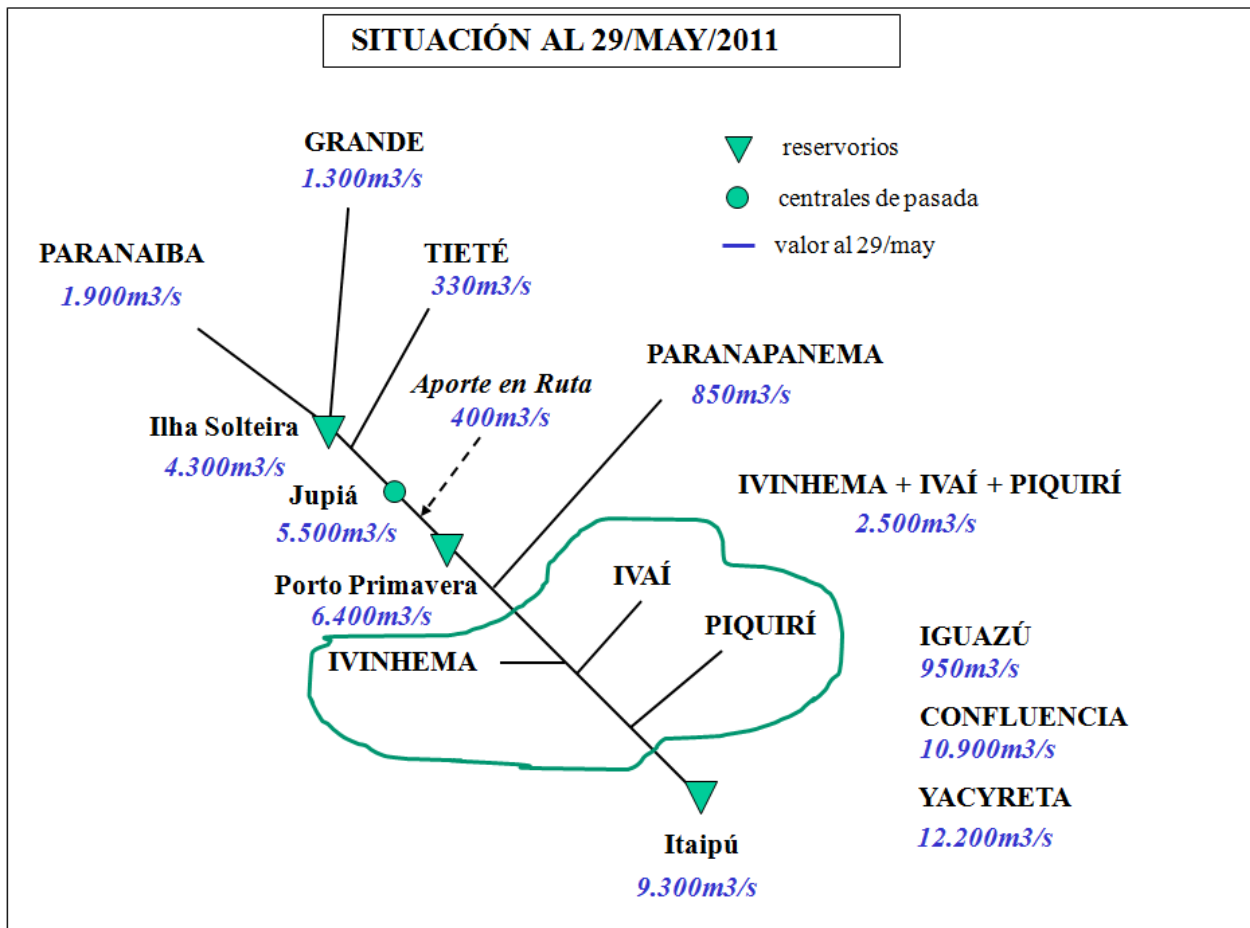 SITUACIÓN AL 29/MAY/2011
GRANDE
1.300m3/s
reservorios
centrales de pasada
valor al 29/may
PARANAIBA
1.900m3/s
TIETÉ
330m3/s
PARANAPANEMA
850m3/s
Aporte en Ruta
400m3/s
Ilha Solteira
4.300m3/s
Jupiá
5.500m3/s
IVINHEMA + IVAÍ + PIQUIRÍ
2.500m3/s
Porto Primavera
6.400m3/s
IVAÍ
PIQUIRÍ
IVINHEMA
IGUAZÚ
950m3/s
CONFLUENCIA
10.900m3/s
YACYRETA
12.200m3/s
Itaipú
9.300m3/s